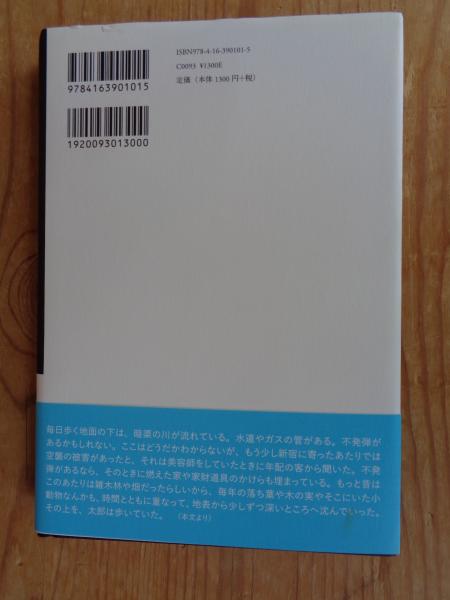 ISBN978-4-16-390101-5
C0093 ¥1300E
定価（本体1300円＋税）
9784163901015
1920093013000
毎日歩く地面の下は、暗渠の川が流れている。水道やガスの管がある。不発弾が
あるかもしれない。ここはどうだかわからないが、もう少し新宿に寄ったあたりでは
空襲の被害があったと、それは美容師をしていたときに年配の客から聞いた。不発
弾があるなら、そのときに燃えた家や家財道具のかけらも埋まっている。もっと昔は
このあたりは雑木林や畑だったらしいから、毎年の落ち葉や木の実やそこにいた小
動物なんかも、時間とともに重なって、地表から少しずつ深いところへ沈んでいった。
その上を、太郎は歩いていた。　（本文より）